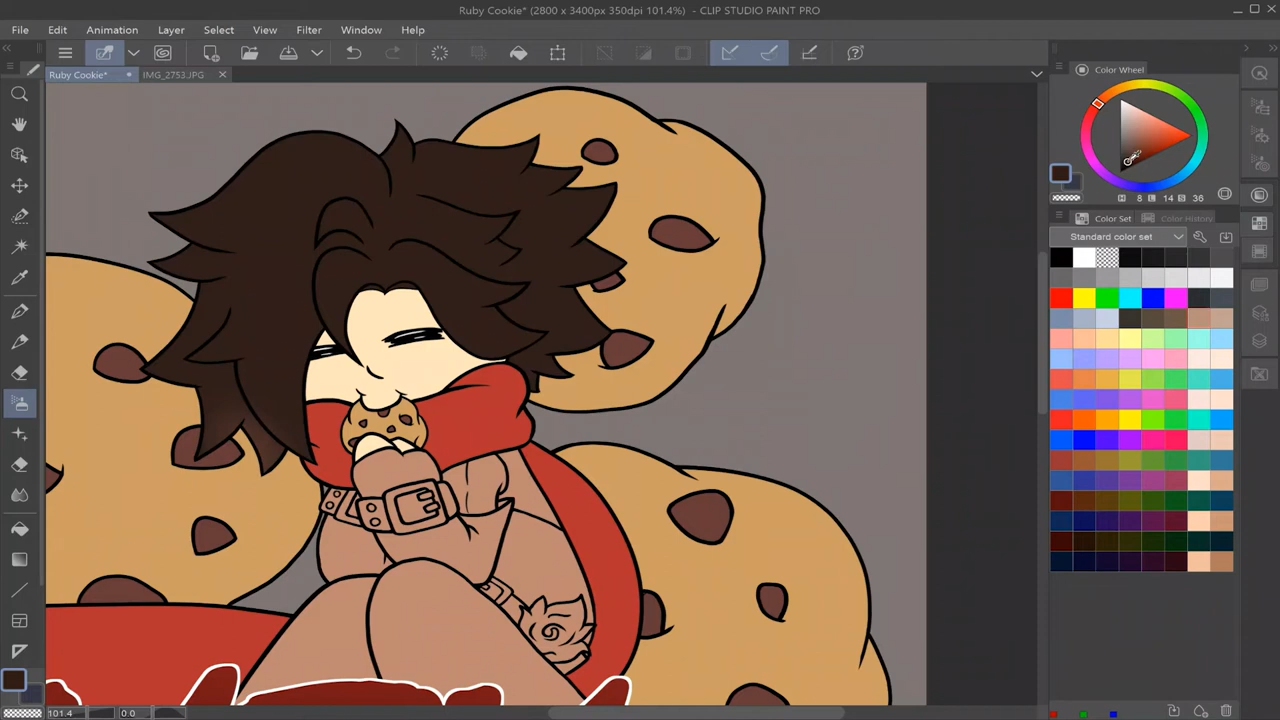 Ruby Cookie* (2800 x 3400px 350dpi 101.4%) - CLIP STUDIO PAINT PRO
File Edit Animation Layer Select View Filter Window Help
Ruby Cookie* IMG_2753.JPG
Color Wheel
H 8 L 14 S 36
Color Set Color History
Standard color set
101.4 0.0